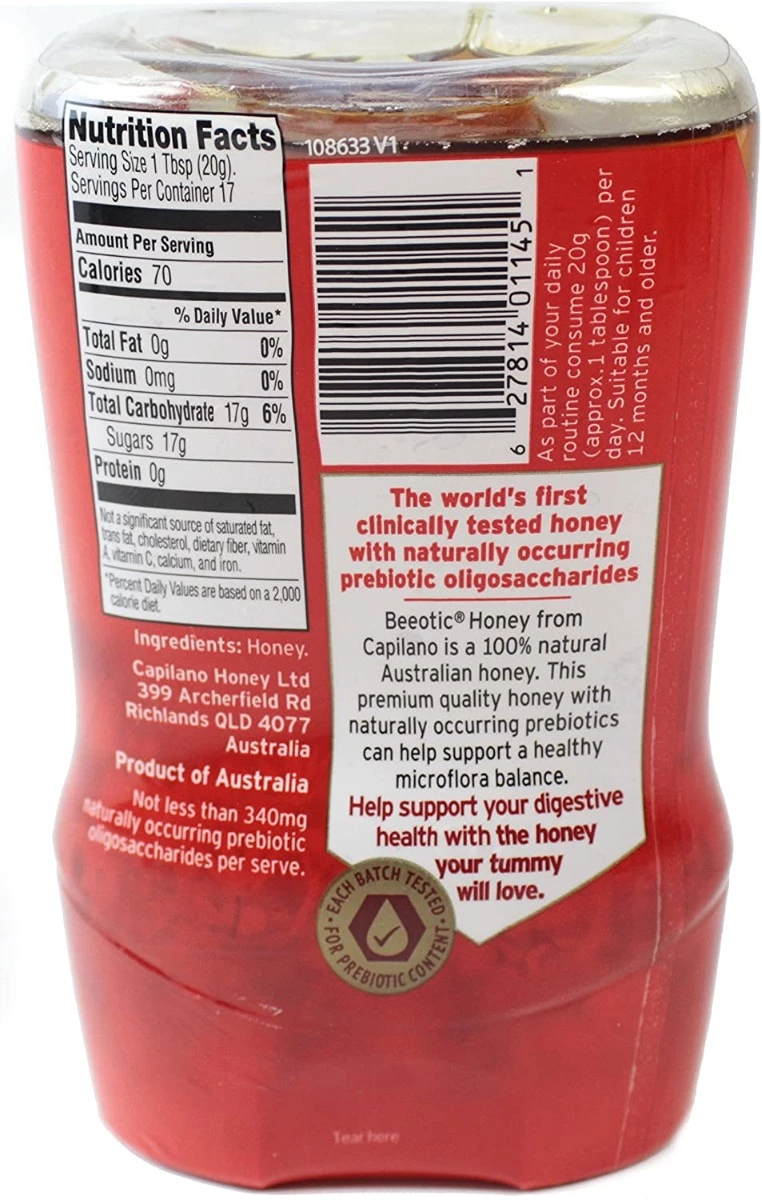 Nutrition Facts
Serving Size 1 Tbsp (20g).
Servings Per Container 17
Amount Per Serving
Calories 70
% Daily Value*
Total Fat 0g 0%
Sodium 0mg 0%
Total Carbohydrate 17g 6%
Sugars 17g
Protein 0g
Not a significant source of saturated fat,
trans fat, cholesterol, dietary fiber, vitamin
A, vitamin C, calcium, and iron.
*Percent Daily Values are based on a 2,000
calorie diet.
Ingredients: Honey.
Capilano Honey Ltd
399 Archerfield Rd
Richlands QLD 4077
Australia
Product of Australia
Not less than 340mg
naturally occurring prebiotic
oligosaccharides per serve.
108633 V1
6 27814 01145 1
As part of your daily
routine consume 20g
(approx.1 tablespoon) per
day. Suitable for children
12 months and older.
The world's first
clinically tested honey
with naturally occurring
prebiotic oligosaccharides
Beeotic® Honey from
Capilano is a 100% natural
Australian honey. This
premium quality honey with
naturally occurring prebiotics
can help support a healthy
microflora balance.
Help support your digestive
health with the honey
your tummy
will love.
EACH BATCH TESTED
FOR PREBIOTIC CONTENT
Tear here